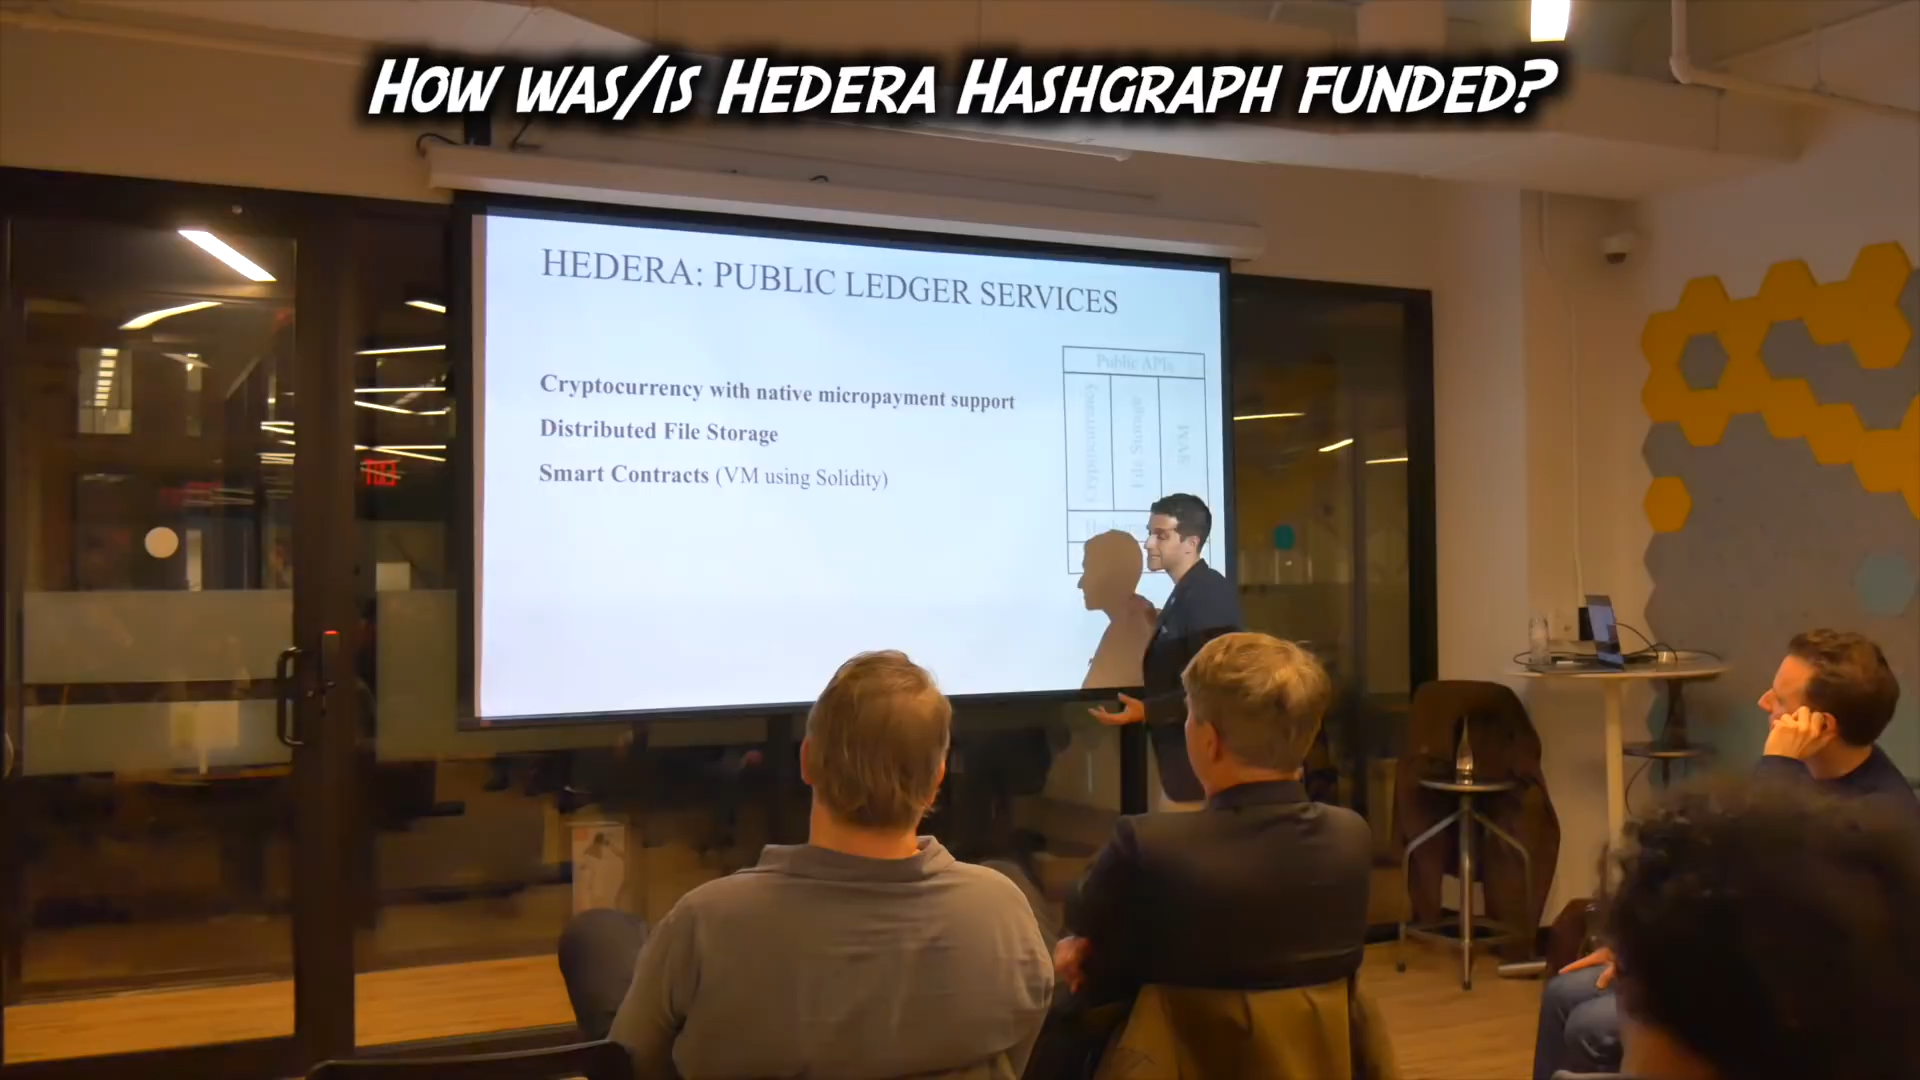 HOW WAS/IS HEDERA HASHGRAPH FUNDED?
HEDERA: PUBLIC LEDGER SERVICES
Cryptocurrency with native micropayment support
Distributed File Storage
Smart Contracts (VM using Solidity)
Public APIs
Cryptocurrency
File Storage
SVM
EXIT